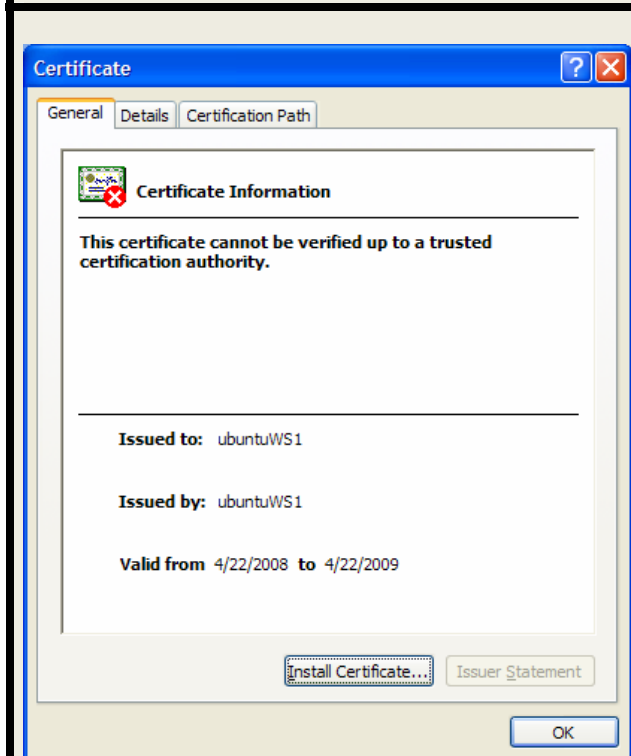 Certificate
General Details Certification Path
Certificate Information
This certificate cannot be verified up to a trusted
certification authority.
Issued to: ubuntuWS1
Issued by: ubuntuWS1
Valid from 4/22/2008 to 4/22/2009
Install Certificate... Issuer Statement
OK